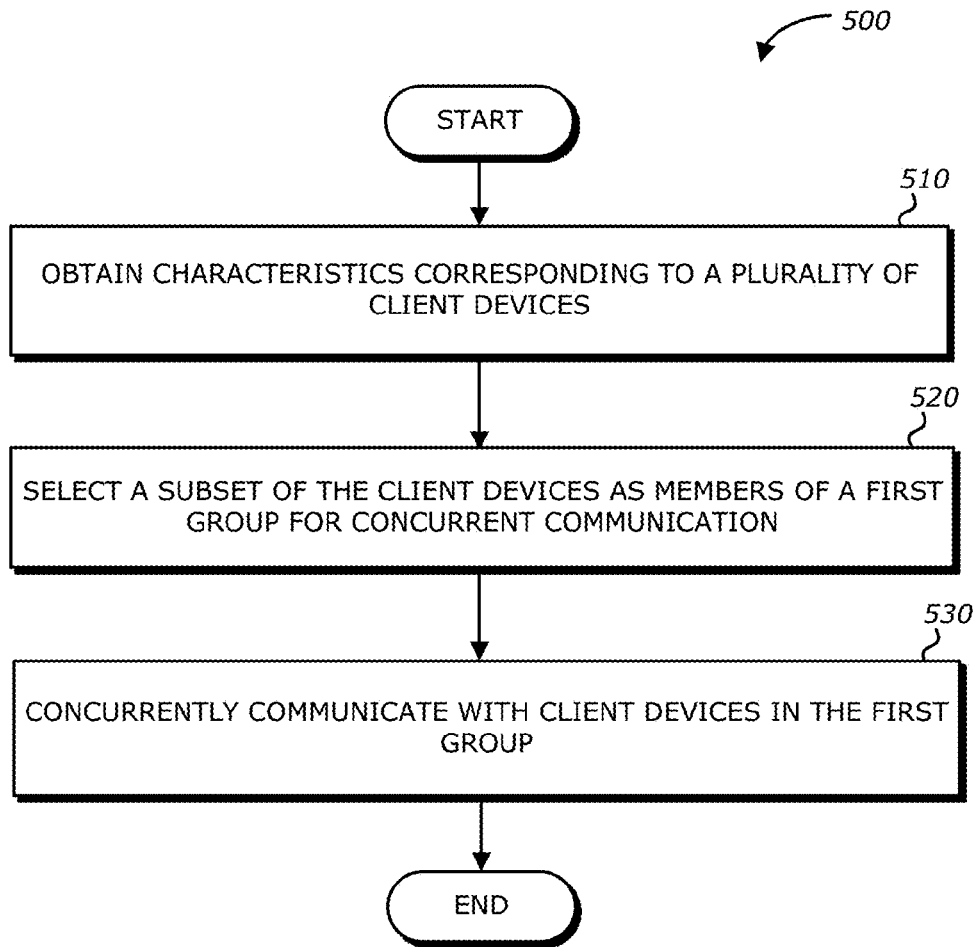 500
START
510
OBTAIN CHARACTERISTICS CORRESPONDING TO A PLURALITY OF
CLIENT DEVICES
520
SELECT A SUBSET OF THE CLIENT DEVICES AS MEMBERS OF A FIRST
GROUP FOR CONCURRENT COMMUNICATION
530
CONCURRENTLY COMMUNICATE WITH CLIENT DEVICES IN THE FIRST
GROUP
END